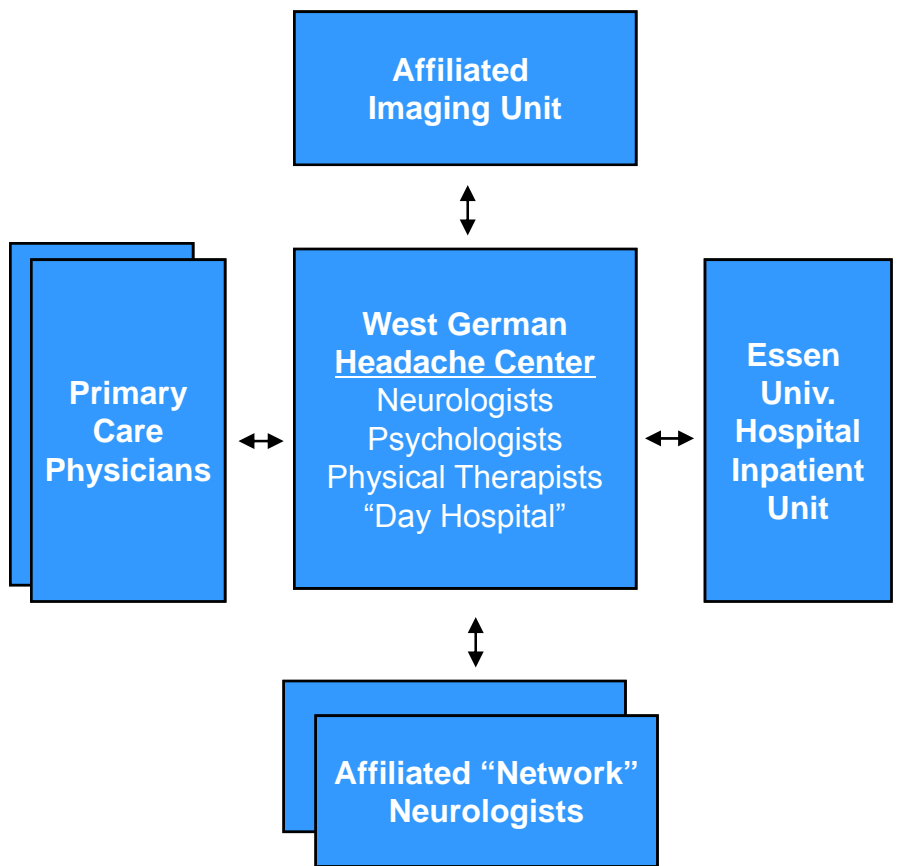 Affiliated
Imaging Unit
Primary
Care
Physicians
West German
Headache Center
Neurologists
Psychologists
Physical Therapists
“Day Hospital”
Essen
Univ.
Hospital
Inpatient
Unit
Affiliated “Network”
Neurologists